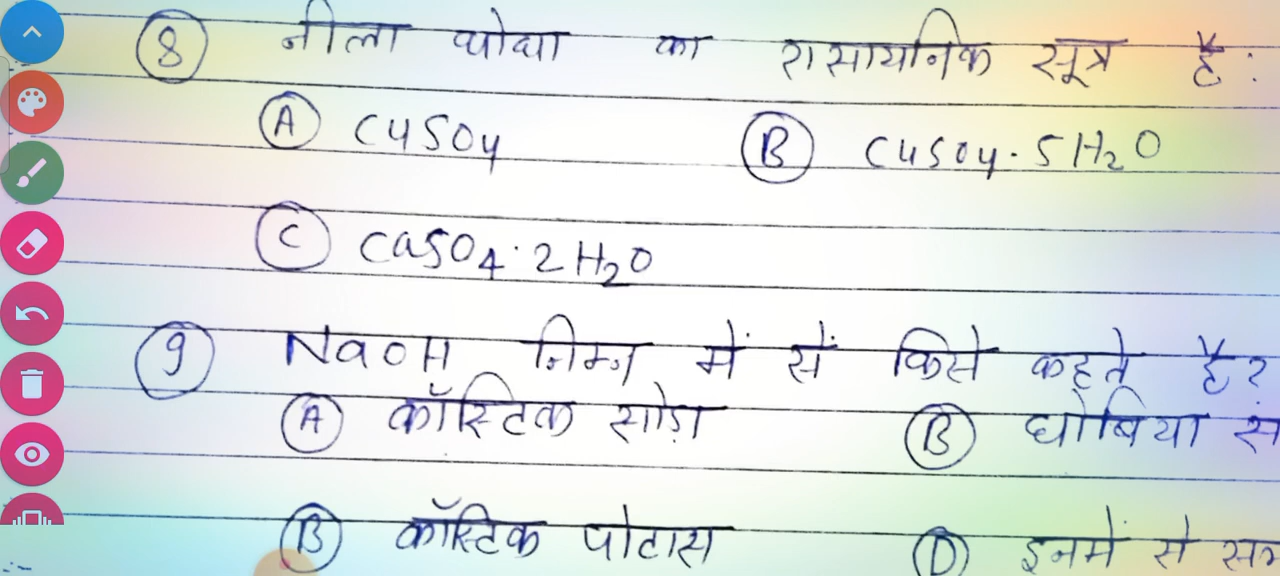 8 नीला थोथा का रासायनिक सूत्र है:
A CuSO4 B CuSO4.5H2O
C CaSO4.2H2O
9 NaOH निम्न में सें किसे कहते है?
A कॉस्टिक सोड़ा B धोबिया
B कॉस्टिक पोटास D इनमें से